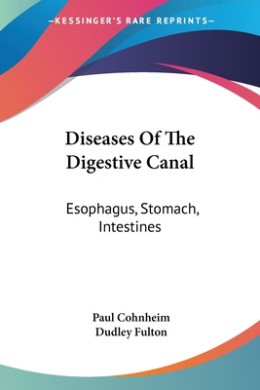 •KESSINGER'S RARE REPRINTS•
Diseases Of The
Digestive Canal
Esophagus, Stomach,
Intestines
Paul Cohnheim
Dudley Fulton